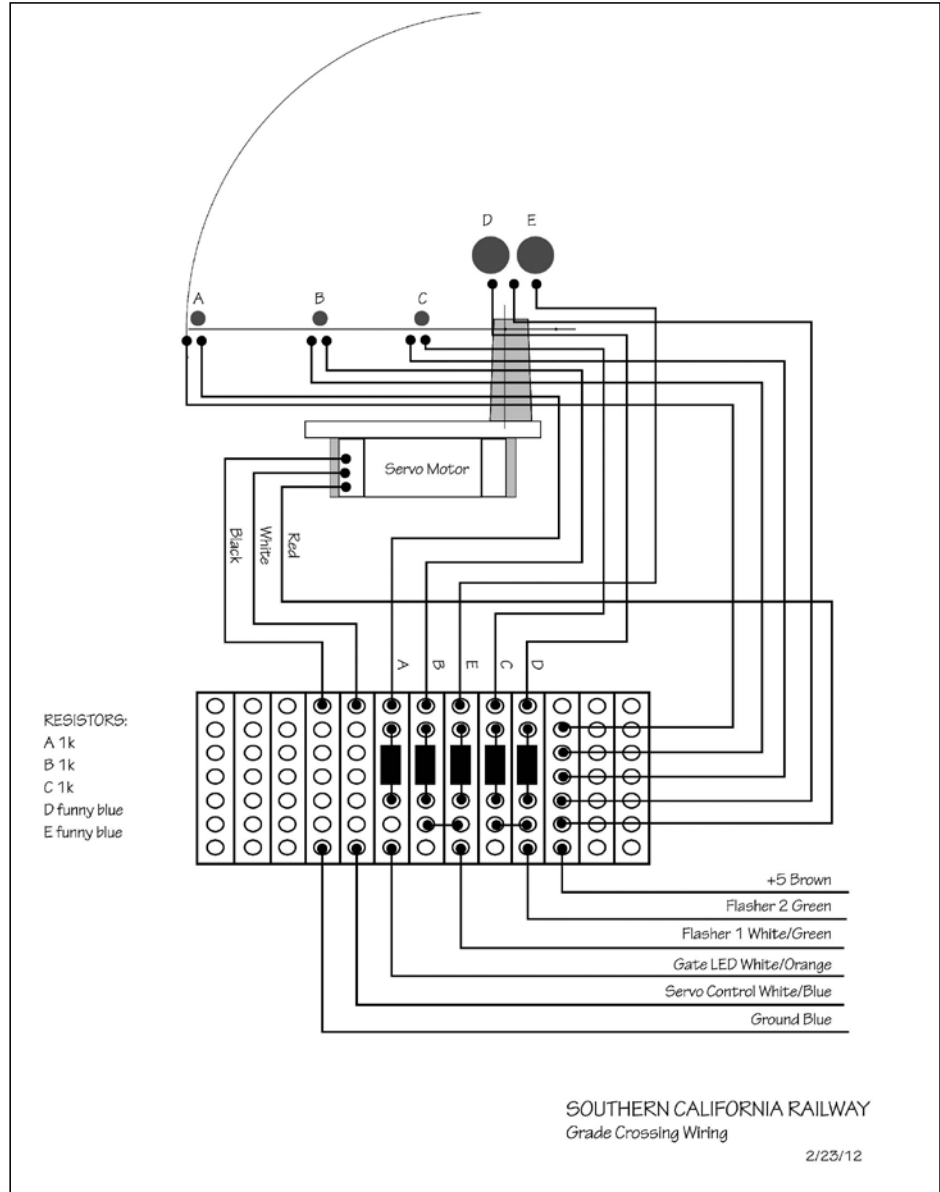 D E
A B C
Servo Motor
Black
White
Red
A B E C D
RESISTORS:
A 1k
B 1k
C 1k
D funny blue
E funny blue
+5 Brown
Flasher 2 Green
Flasher 1 White/Green
Gate LED White/Orange
Servo Control White/Blue
Ground Blue
SOUTHERN CALIFORNIA RAILWAY
Grade Crossing Wiring
2/23/12